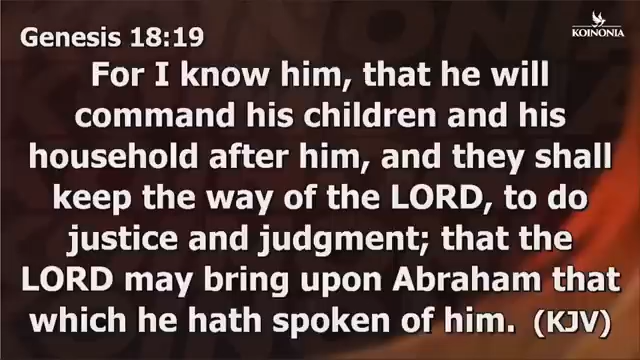 Genesis 18:19
KOINONIA
For I know him, that he will
command his children and his
household after him, and they shall
keep the way of the LORD, to do
justice and judgment; that the
LORD may bring upon Abraham that
which he hath spoken of him. (KJV)